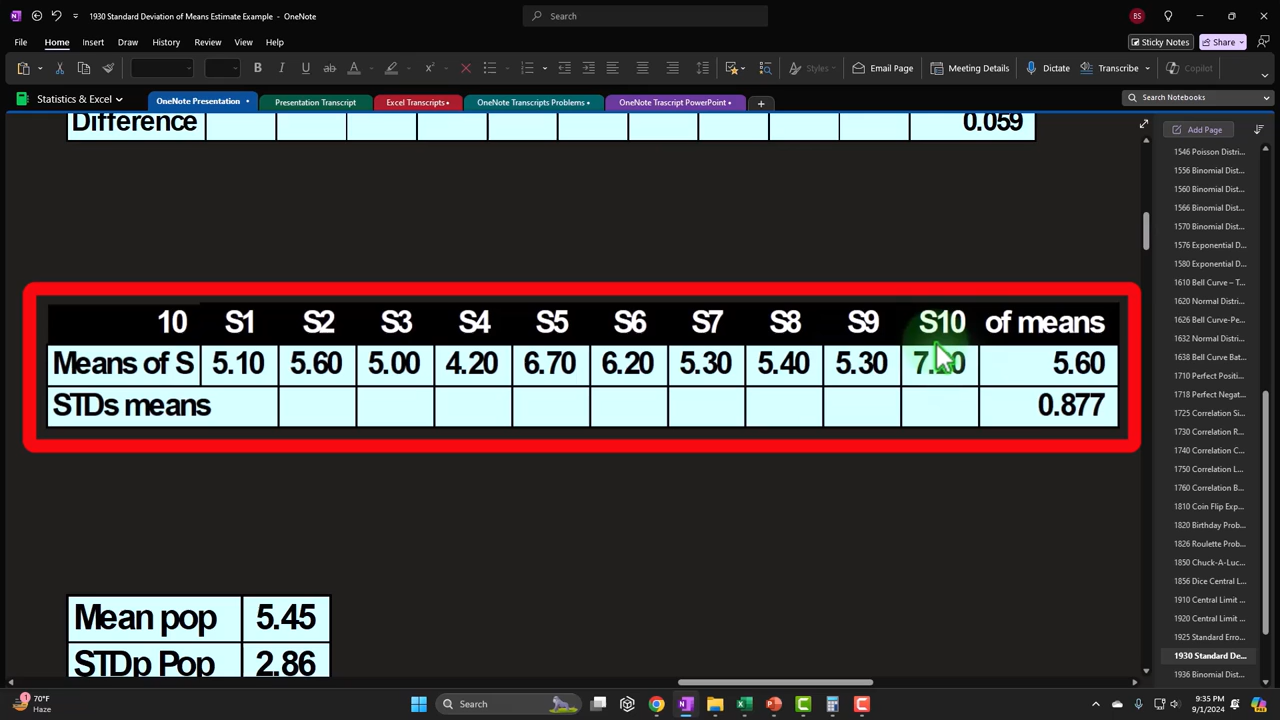 1930 Standard Deviation of Means Estimate Example - OneNote
Search
BS
File Home Insert Draw History Review View Help
Sticky Notes Share
B I U ab A Styles Email Page Meeting Details Dictate Transcribe Copilot
Statistics & Excel
OneNote Presentation Presentation Transcript Excel Transcripts OneNote Transcripts Problems OneNote Trascript PowerPoint
Search Notebooks
Add Page
Difference 0.059
10 S1 S2 S3 S4 S5 S6 S7 S8 S9 S10 of means
Means of S 5.10 5.60 5.00 4.20 6.70 6.20 5.30 5.40 5.30 5.60
STDs means 0.877
Mean pop 5.45
STDp Pop 2.86
1546 Poisson Distri...
1556 Binomial Dist...
1560 Binomial Dist...
1566 Binomial Dist...
1570 Binomial Dist...
1576 Exponential D...
1580 Exponential D...
1610 Bell Curve – T...
1620 Normal Distri...
1626 Bell Curve-Pe...
1632 Normal Distri...
1638 Bell Curve Bat...
1710 Perfect Positi...
1718 Perfect Negat...
1725 Correlation Si...
1730 Correlation R...
1740 Correlation C...
1750 Correlation L...
1760 Correlation B...
1810 Coin Flip Exp...
1820 Birthday Prob...
1826 Roulette Prob...
1850 Chuck-A-Luc...
1856 Dice Central L...
1910 Central Limit ...
1920 Central Limit ...
1925 Standard Erro...
1930 Standard De...
1936 Binomial Dist...
1
70°F
Haze
Search
9:35 PM
9/1/2024